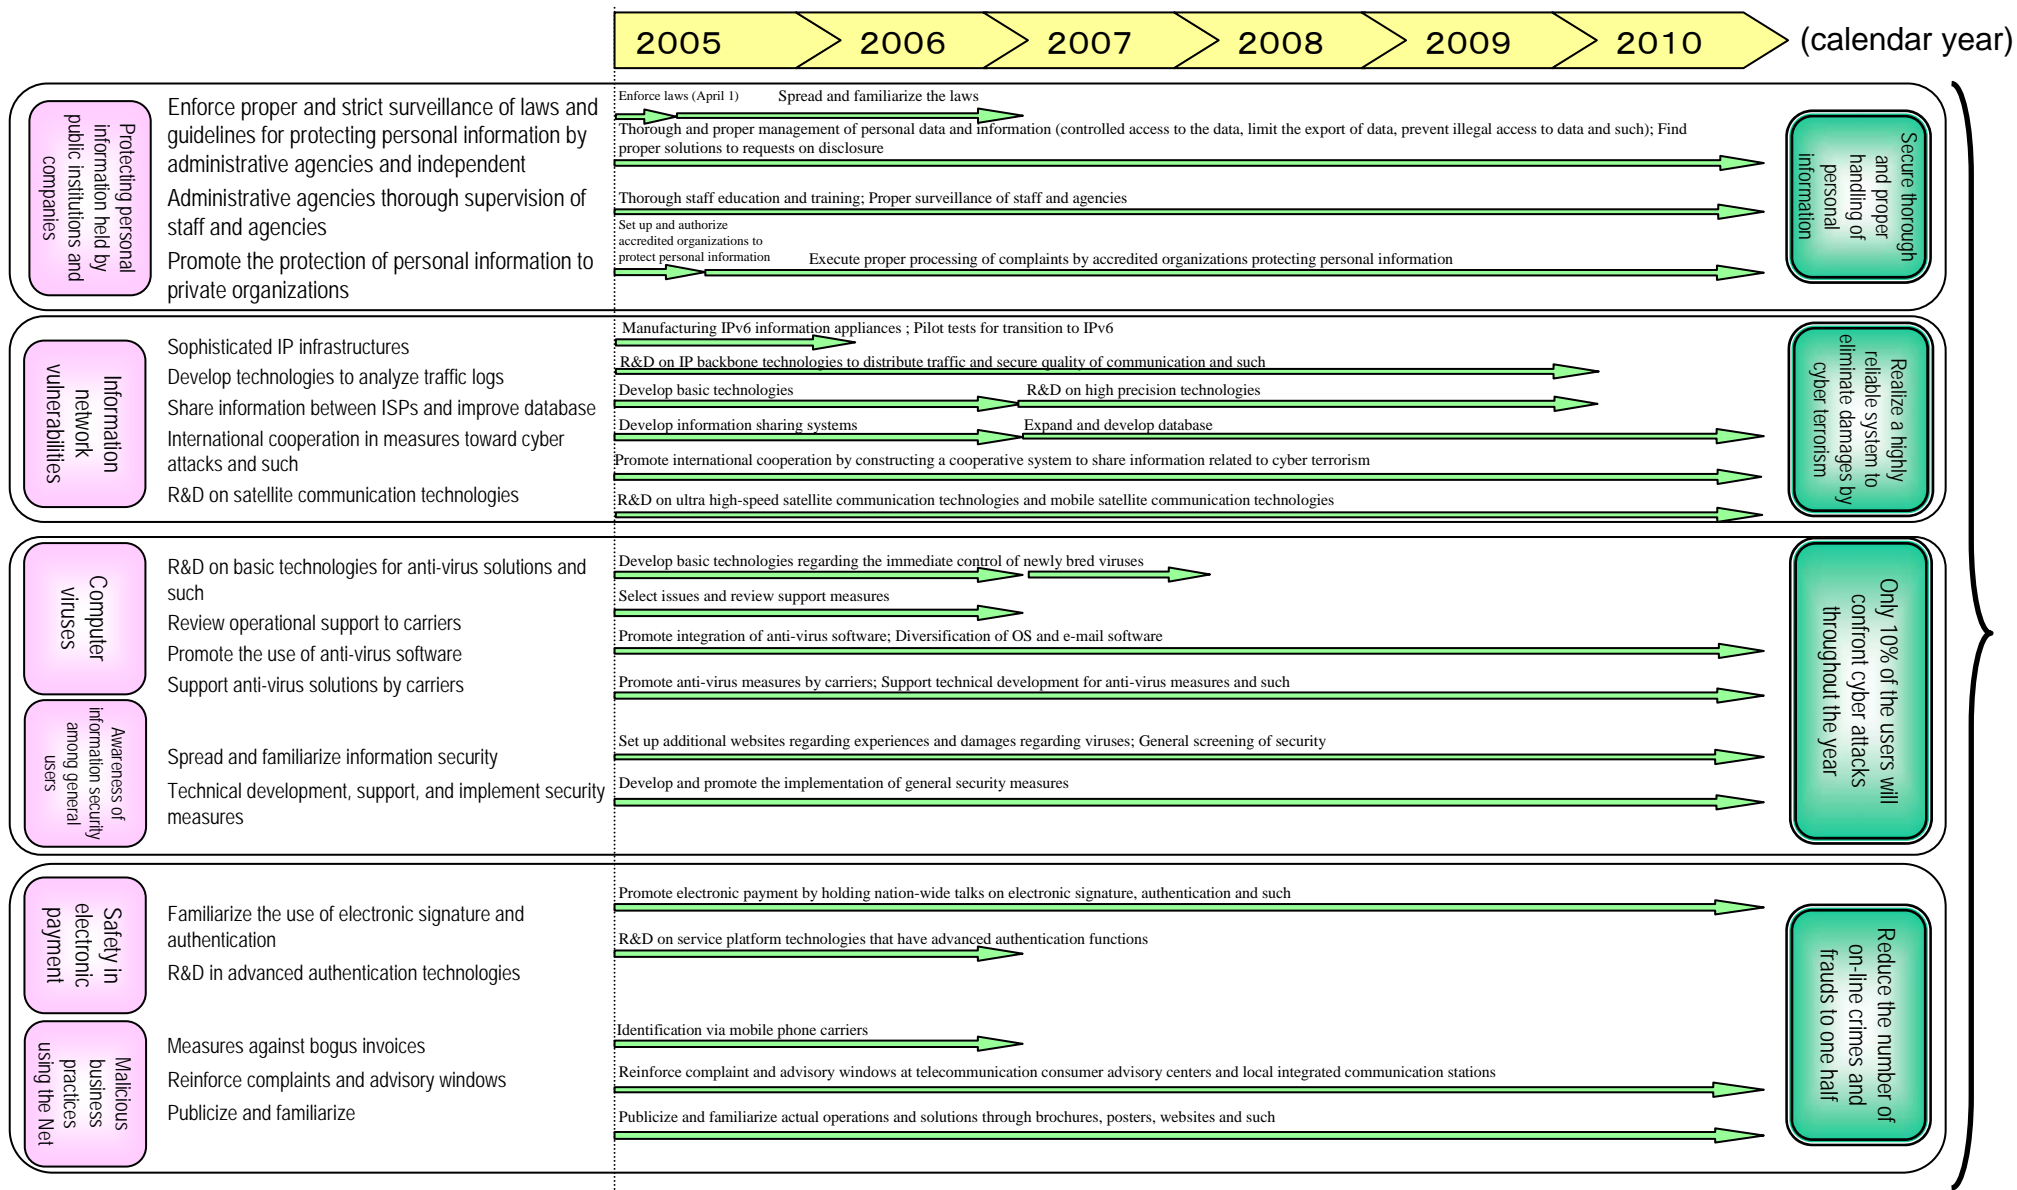 2005 2006 2007 2008 2009 2010 (calendar year)
Protecting personal
information held by
public institutions and
companies
Enforce proper and strict surveillance of laws and
guidelines for protecting personal information by
administrative agencies and independent
Administrative agencies thorough supervision of
staff and agencies
Promote the protection of personal information to
private organizations
Enforce laws (April 1)
Spread and familiarize the laws
Thorough and proper management of personal data and information (controlled access to the data, limit the export of data, prevent illegal access to data and such); Find
proper solutions to requests on disclosure
Thorough staff education and training; Proper surveillance of staff and agencies
Set up and authorize
accredited organizations to
protect personal information
Execute proper processing of complaints by accredited organizations protecting personal information
Secure thorough
and proper
handling of
personal
information
Information
network
vulnerabilities
Sophisticated IP infrastructures
Develop technologies to analyze traffic logs
Share information between ISPs and improve database
International cooperation in measures toward cyber
attacks and such
R&D on satellite communication technologies
Manufacturing IPv6 information appliances ; Pilot tests for transition to IPv6
R&D on IP backbone technologies to distribute traffic and secure quality of communication and such
Develop basic technologies
R&D on high precision technologies
Develop information sharing systems
Expand and develop database
Promote international cooperation by constructing a cooperative system to share information related to cyber terrorism
R&D on ultra high-speed satellite communication technologies and mobile satellite communication technologies
Realize a highly
reliable system to
eliminate damages by
cyber terrorism
Computer
viruses
R&D on basic technologies for anti-virus solutions and
such
Review operational support to carriers
Promote the use of anti-virus software
Support anti-virus solutions by carriers
Develop basic technologies regarding the immediate control of newly bred viruses
Select issues and review support measures
Promote integration of anti-virus software; Diversification of OS and e-mail software
Promote anti-virus measures by carriers; Support technical development for anti-virus measures and such
Awareness of
information security
among general
users
Spread and familiarize information security
Technical development, support, and implement security
measures
Set up additional websites regarding experiences and damages regarding viruses; General screening of security
Develop and promote the implementation of general security measures
Only 10% of the users will
confront cyber attacks
throughout the year
Safety in
electronic
payment
Familiarize the use of electronic signature and
authentication
R&D in advanced authentication technologies
Promote electronic payment by holding nation-wide talks on electronic signature, authentication and such
R&D on service platform technologies that have advanced authentication functions
Malicious
business
practices
using the Net
Measures against bogus invoices
Reinforce complaints and advisory windows
Publicize and familiarize
Identification via mobile phone carriers
Reinforce complaint and advisory windows at telecommunication consumer advisory centers and local integrated communication stations
Publicize and familiarize actual operations and solutions through brochures, posters, websites and such
Reduce the number of
on-line crimes and
frauds to one half